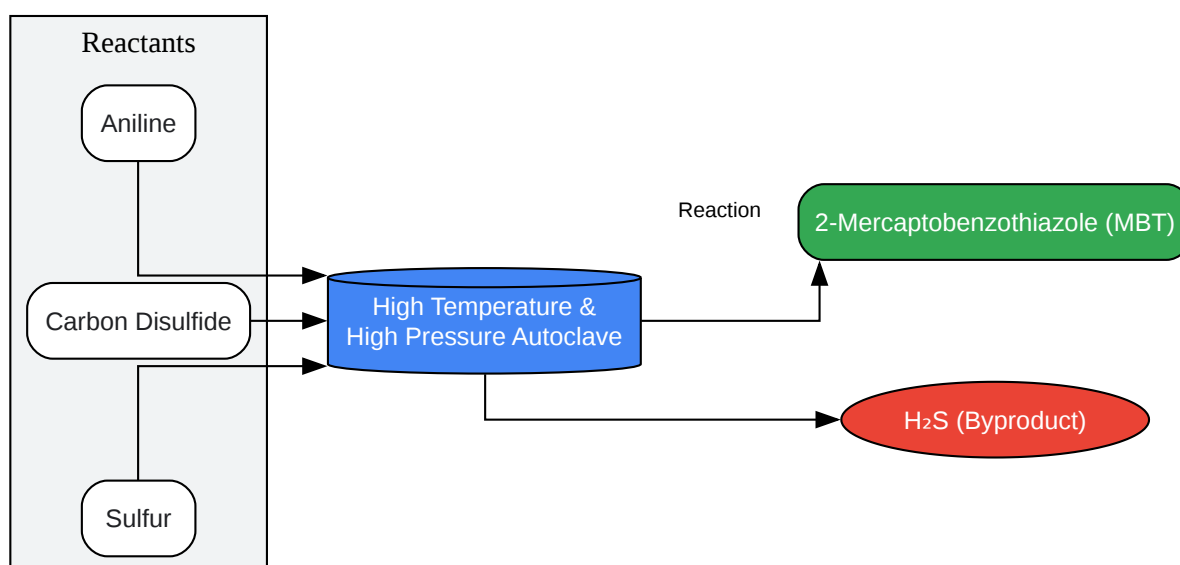 Reactants
Aniline
Carbon Disulfide
Sulfur
High Temperature &
High Pressure Autoclave
Reaction
2-Mercaptobenzothiazole (MBT)
H₂S (Byproduct)